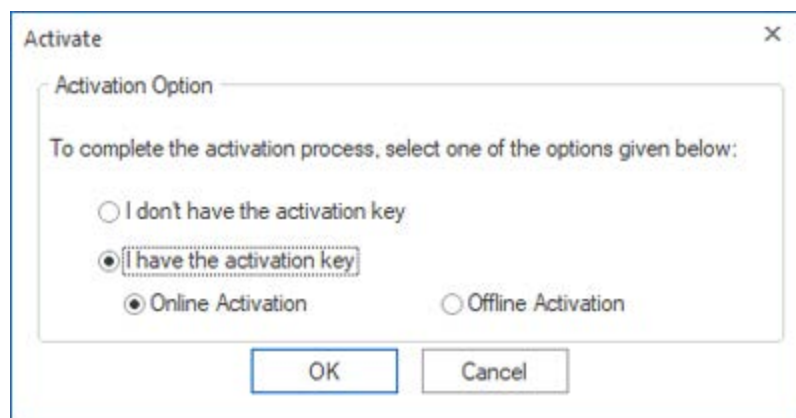 Activate
Activation Option
To complete the activation process, select one of the options given below:
I don't have the activation key
I have the activation key
Online Activation Offline Activation
OK Cancel